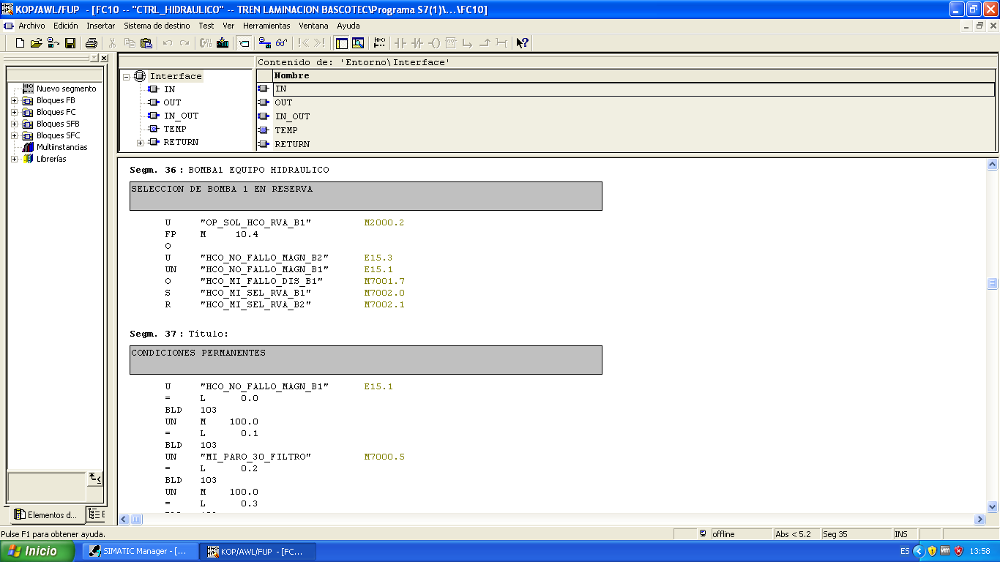 KOP/AWL/FUP - [FC10 -- "CTRL_HIDRAULICO" -- TREN LAMINACION BASCOTEC\Programa S7(1)\...\FC10]
Archivo Edición Insertar Sistema de destino Test Ver Herramientas Ventana Ayuda
Nuevo segmento
Bloques FB
Bloques FC
Bloques SFB
Bloques SFC
Multiinstancias
Librerías
Elementos d...
E
Interface
IN
OUT
IN_OUT
TEMP
RETURN
Contenido de: 'Entorno\Interface'
Nombre
IN
OUT
IN_OUT
TEMP
RETURN
Segm. 36 : BOMBA1 EQUIPO HIDRAULICO
SELECCION DE BOMBA 1 EN RESERVA
U "OP_SOL_HCO_RVA_B1" M2000.2
FP M 10.4
O
U "HCO_NO_FALLO_MAGN_B2" E15.3
UN "HCO_NO_FALLO_MAGN_B1" E15.1
O "HCO_MI_FALLO_DIS_B1" M7001.7
S "HCO_MI_SEL_RVA_B1" M7002.0
R "HCO_MI_SEL_RVA_B2" M7002.1
Segm. 37 : Título:
CONDICIONES PERMANENTES
U "HCO_NO_FALLO_MAGN_B1" E15.1
= L 0.0
BLD 103
UN M 100.0
= L 0.1
BLD 103
UN "MI_PARO_30_FILTRO" M7000.5
= L 0.2
BLD 103
UN M 100.0
= L 0.3
Pulse F1 para obtener ayuda.
offline Abs < 5.2 Seg 35 INS
Inicio SIMATIC Manager - [... KOP/AWL/FUP - [FC... ES 13:58